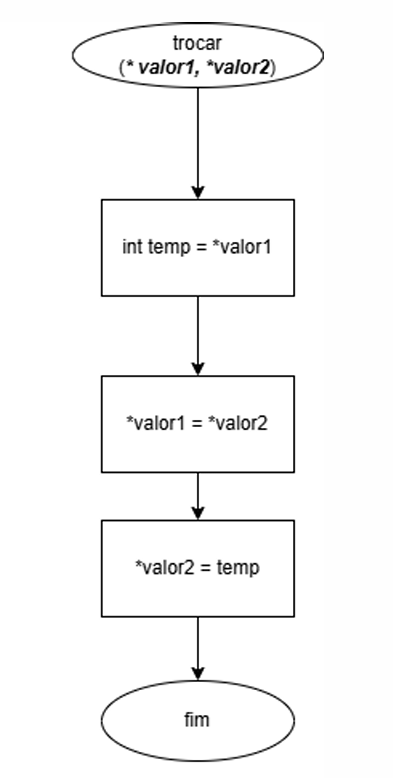 trocar
(* valor1, *valor2)
int temp = *valor1
*valor1 = *valor2
*valor2 = temp
fim